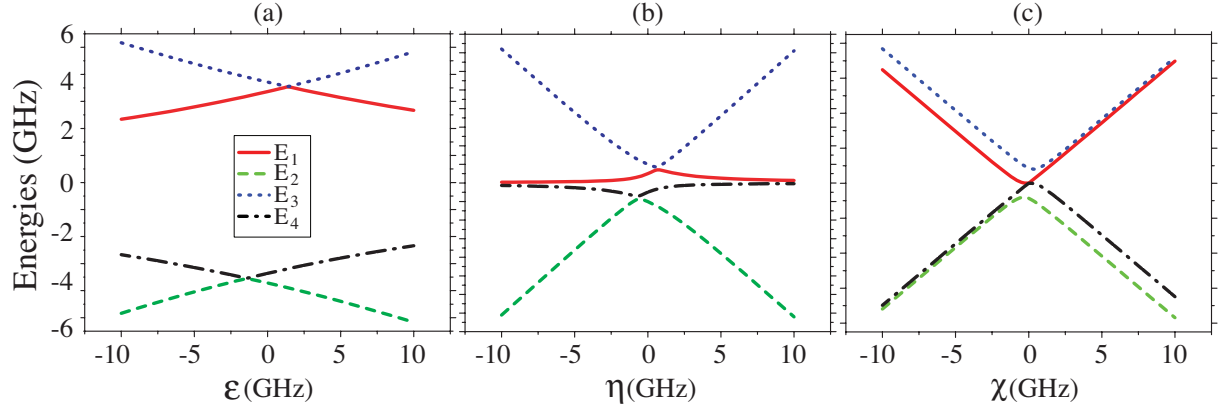 (a) (b) (c)
Energies (GHz)
6
4
2
0
-2
-4
-6
E1
E2
E3
E4
-10 -5 0 5 10 -10 -5 0 5 10 -10 -5 0 5 10
ε(GHz) η(GHz) χ(GHz)